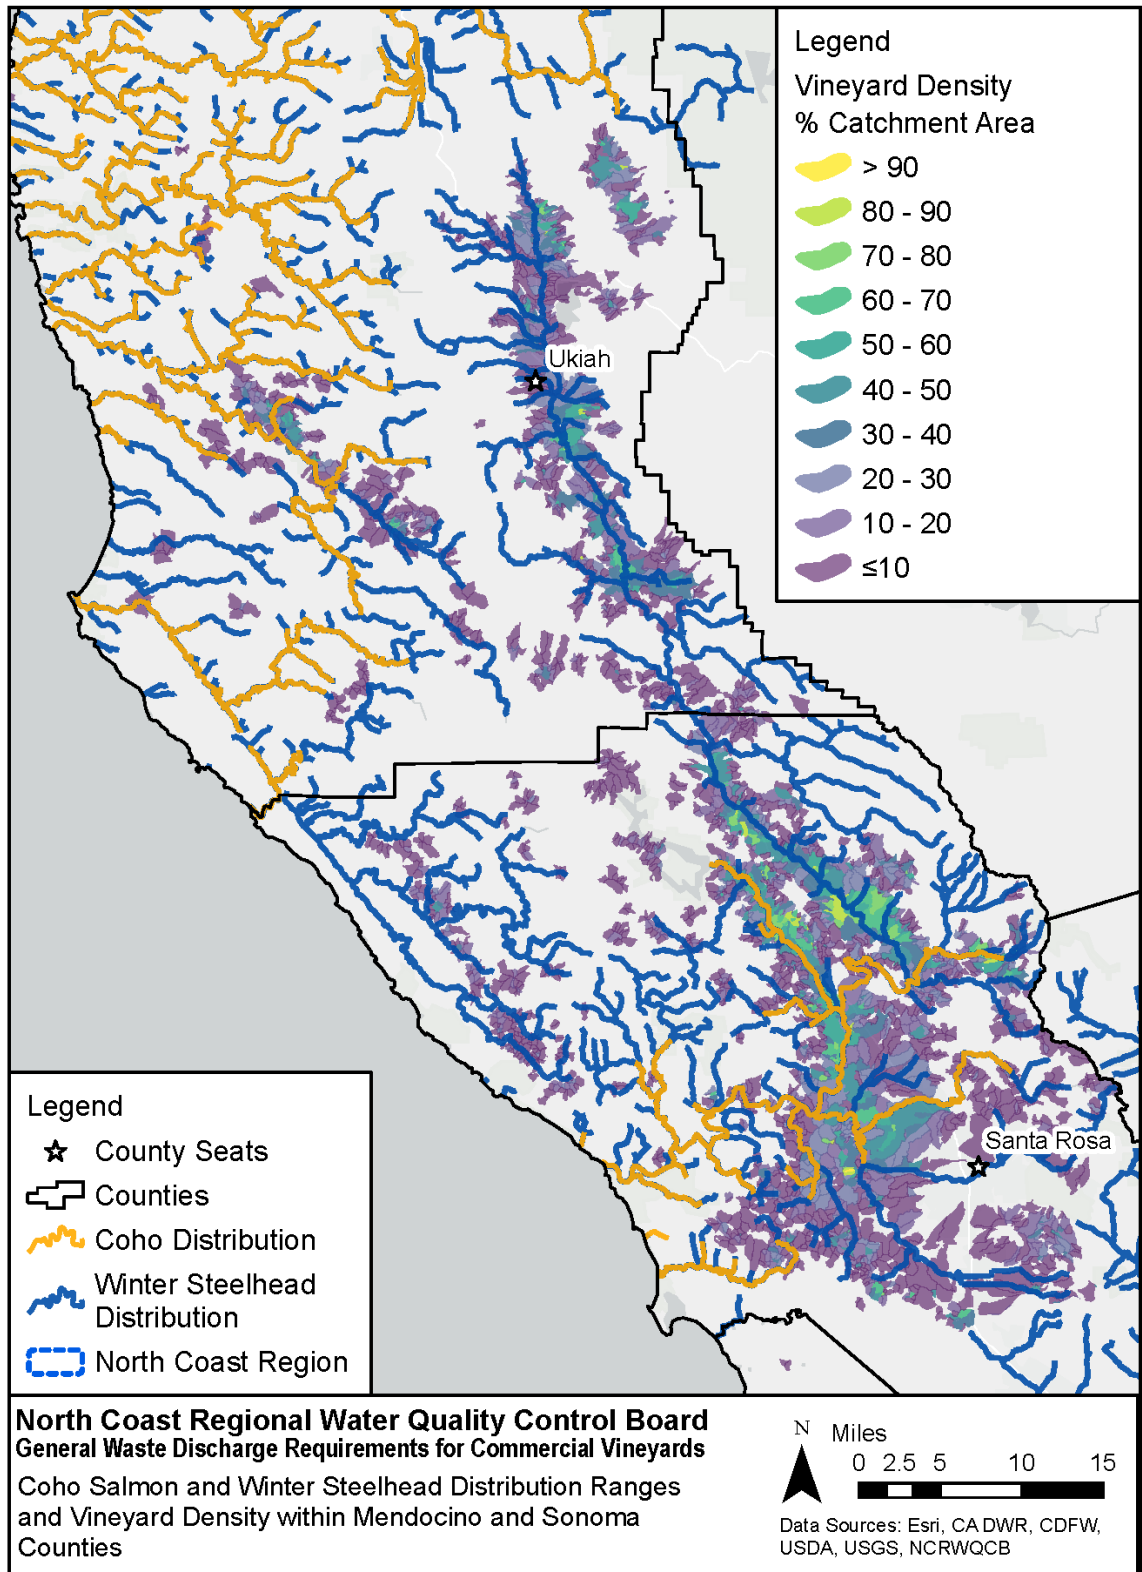 Legend
Vineyard Density
% Catchment Area
> 90
80 - 90
70 - 80
60 - 70
50 - 60
40 - 50
30 - 40
20 - 30
10 - 20
≤10
Ukiah
Santa Rosa
Legend
County Seats
Counties
Coho Distribution
Winter Steelhead
Distribution
North Coast Region
North Coast Regional Water Quality Control Board
General Waste Discharge Requirements for Commercial Vineyards
Coho Salmon and Winter Steelhead Distribution Ranges
and Vineyard Density within Mendocino and Sonoma
Counties
N
Miles
0 2.5 5 10 15
Data Sources: Esri, CA DWR, CDFW,
USDA, USGS, NCRWQCB